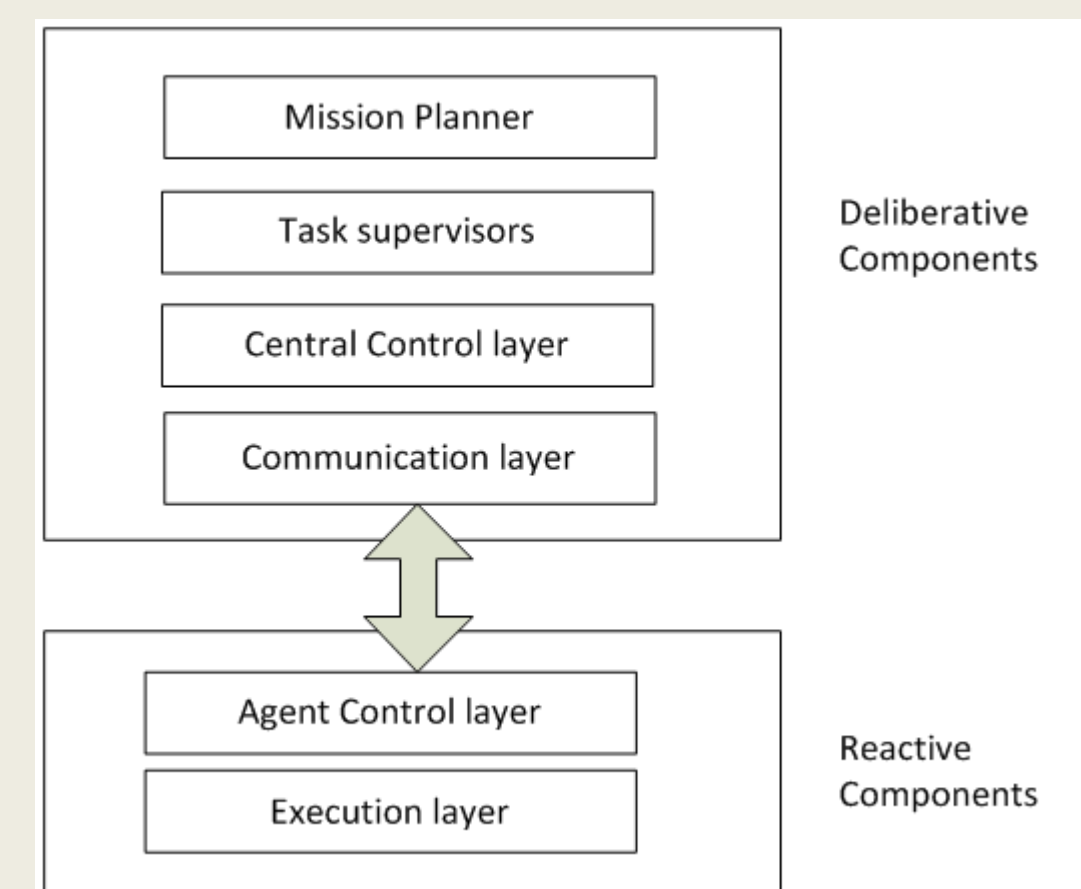 Mission Planner
Task supervisors
Central Control layer
Communication layer
Deliberative
Components
Agent Control layer
Execution layer
Reactive
Components